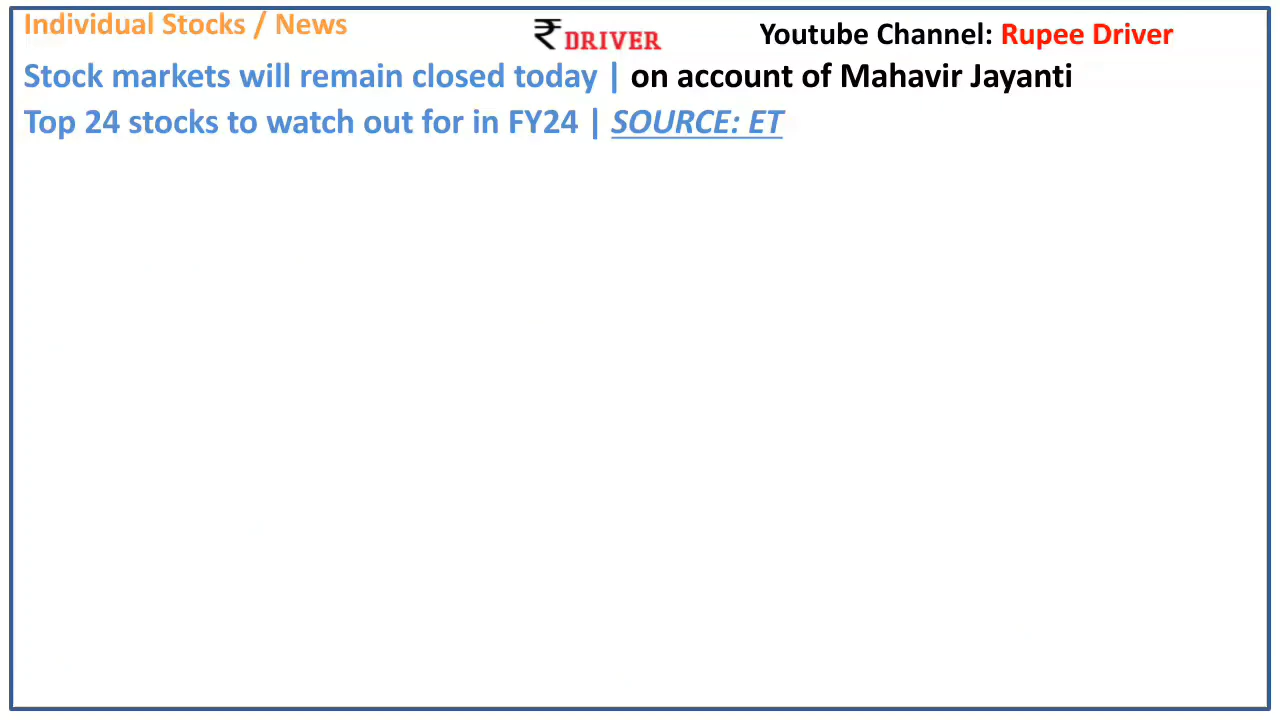 Individual Stocks / News
₹ DRIVER
Youtube Channel: Rupee Driver
Stock markets will remain closed today | on account of Mahavir Jayanti
Top 24 stocks to watch out for in FY24 | SOURCE: ET